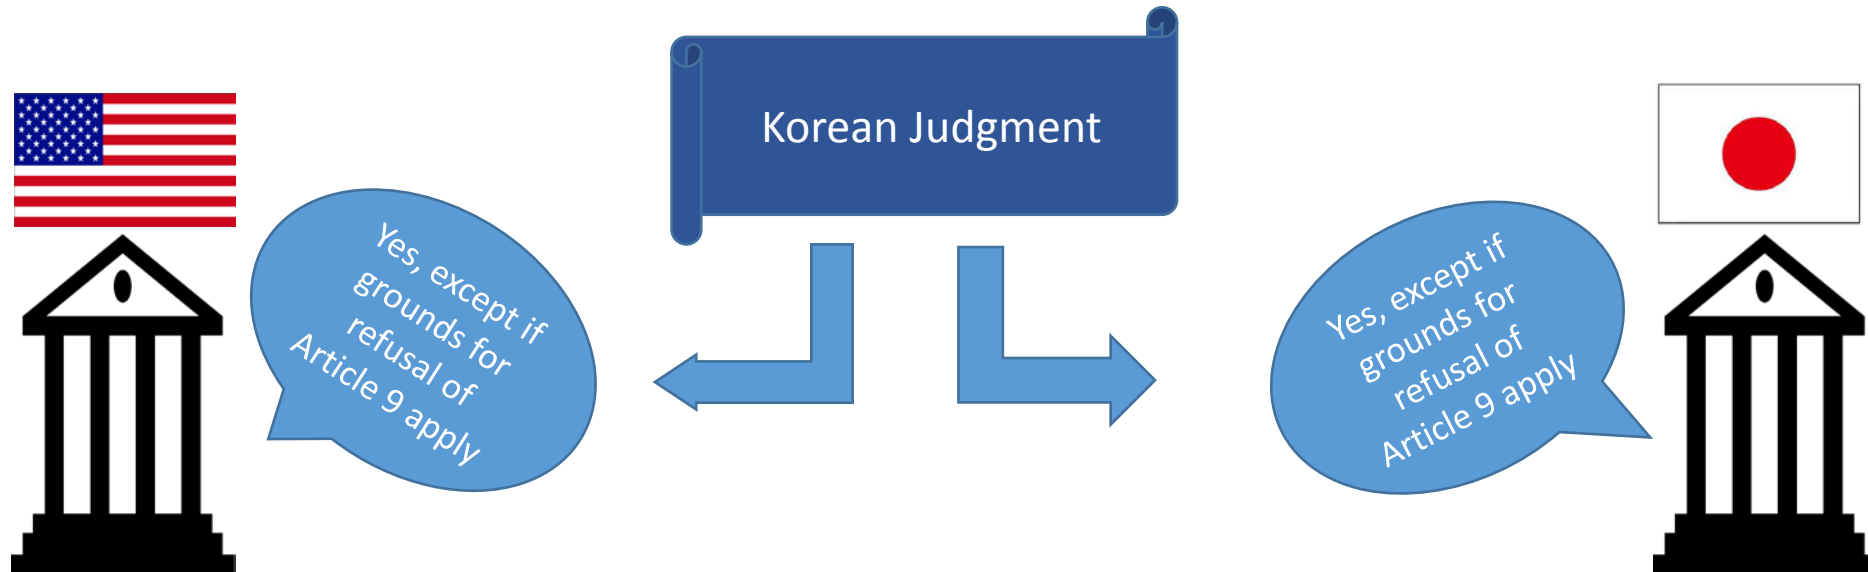 Korean Judgment
Yes, except if
grounds for
refusal of
Article 9 apply
Yes, except if
grounds for
refusal of
Article 9 apply